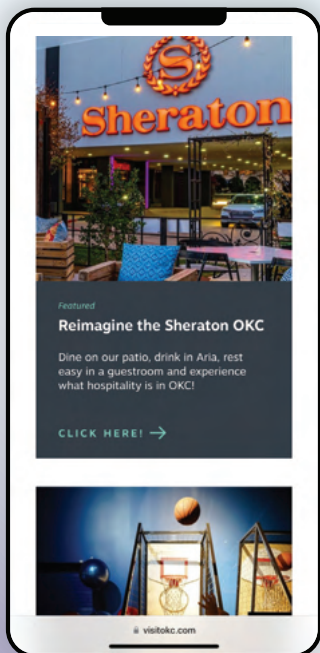 S
Sheraton
Featured
Reimagine the Sheraton OKC
Dine on our patio, drink in Aria, rest
easy in a guestroom and experience
what hospitality is in OKC!
CLICK HERE! →
visitokc.com